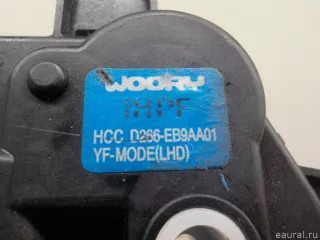 WOORY
HCC D266-EB9AA01
YF-MODE(LHD)
eaural.ru